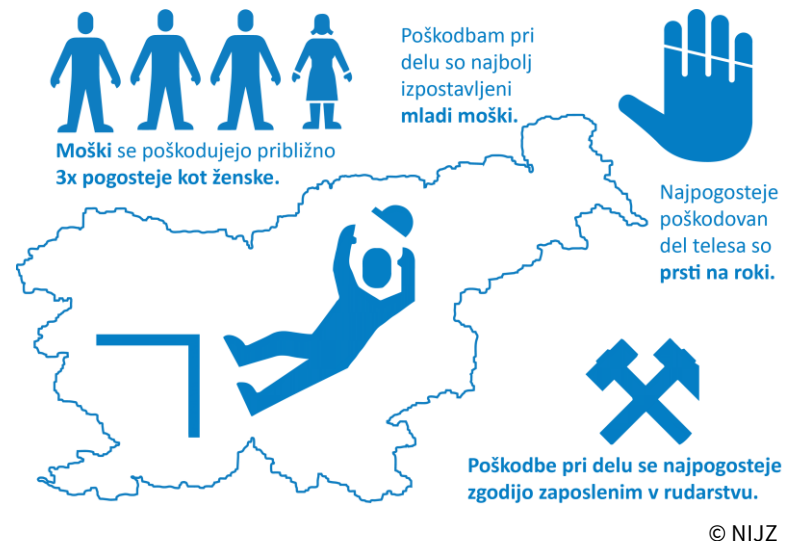 Moški se poškodujejo približno
3x pogosteje kot ženske.
Poškodbam pri
delu so najbolj
izpostavljeni
mladi moški.
Najpogosteje
poškodovan
del telesa so
prsti na roki.
Poškodbe pri delu se najpogosteje
zgodijo zaposlenim v rudarstvu.
© NIJZ